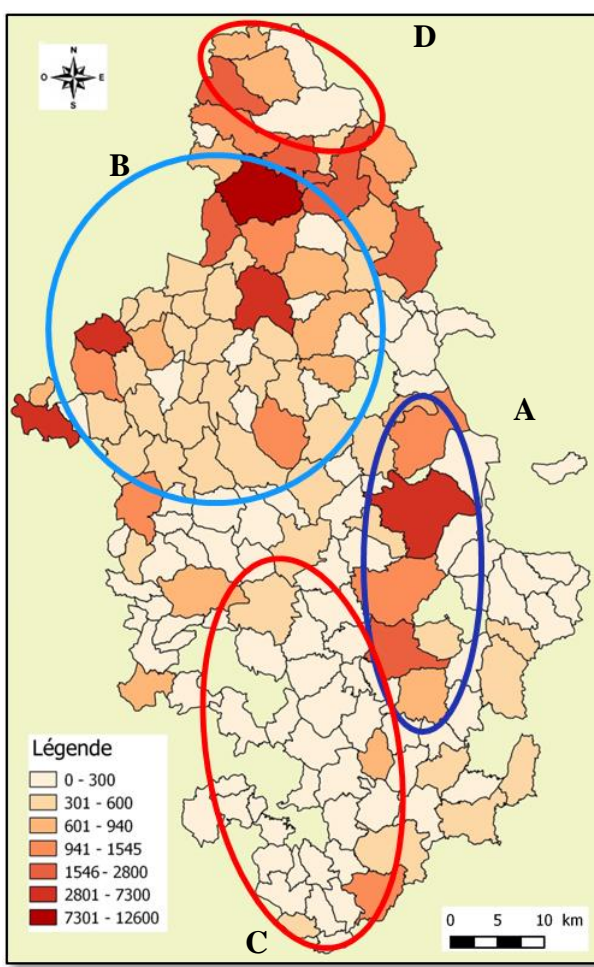 D
N
O E
S
B
A
Légende
0 - 300
301 - 600
601 - 940
941 - 1545
1546 - 2800
2801 - 7300
7301 - 12600
0 5 10 km
C